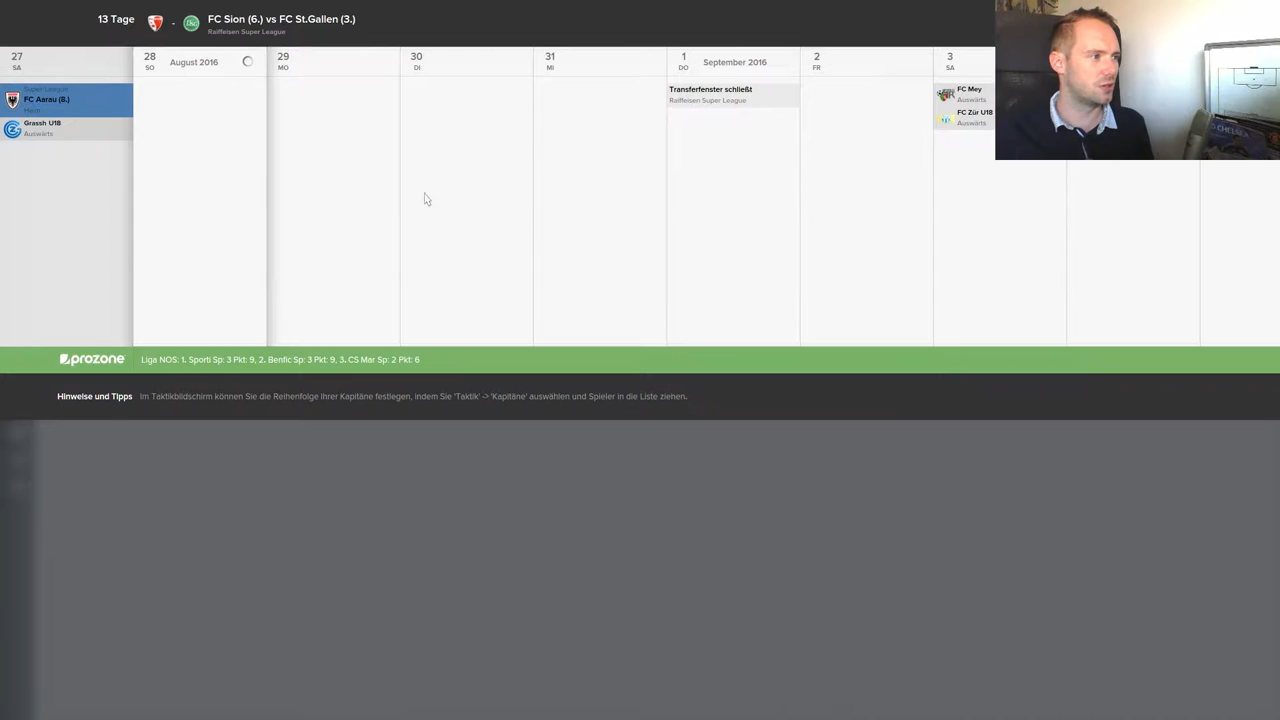 13 Tage
-
FC Sion (6.) vs FC St.Gallen (3.)
Raiffeisen Super League
27
SA
28
SO
August 2016
29
MO
30
DI
31
MI
1
DO
September 2016
2
FR
3
SA
Super League
FC Aarau (8.)
Heim
Grassh U18
Auswärts
Transferfenster schließt
Raiffeisen Super League
FC Mey
Auswärts
FC Zür U18
Auswärts
prozone
Liga NOS: 1. Sporti Sp: 3 Pkt: 9, 2. Benfic Sp: 3 Pkt: 9, 3. CS Mar Sp: 2 Pkt: 6
Hinweise und Tipps
Im Taktikbildschirm können Sie die Reihenfolge Ihrer Kapitäne festlegen, indem Sie 'Taktik' -> 'Kapitäne' auswählen und Spieler in die Liste ziehen.
CHELSEA